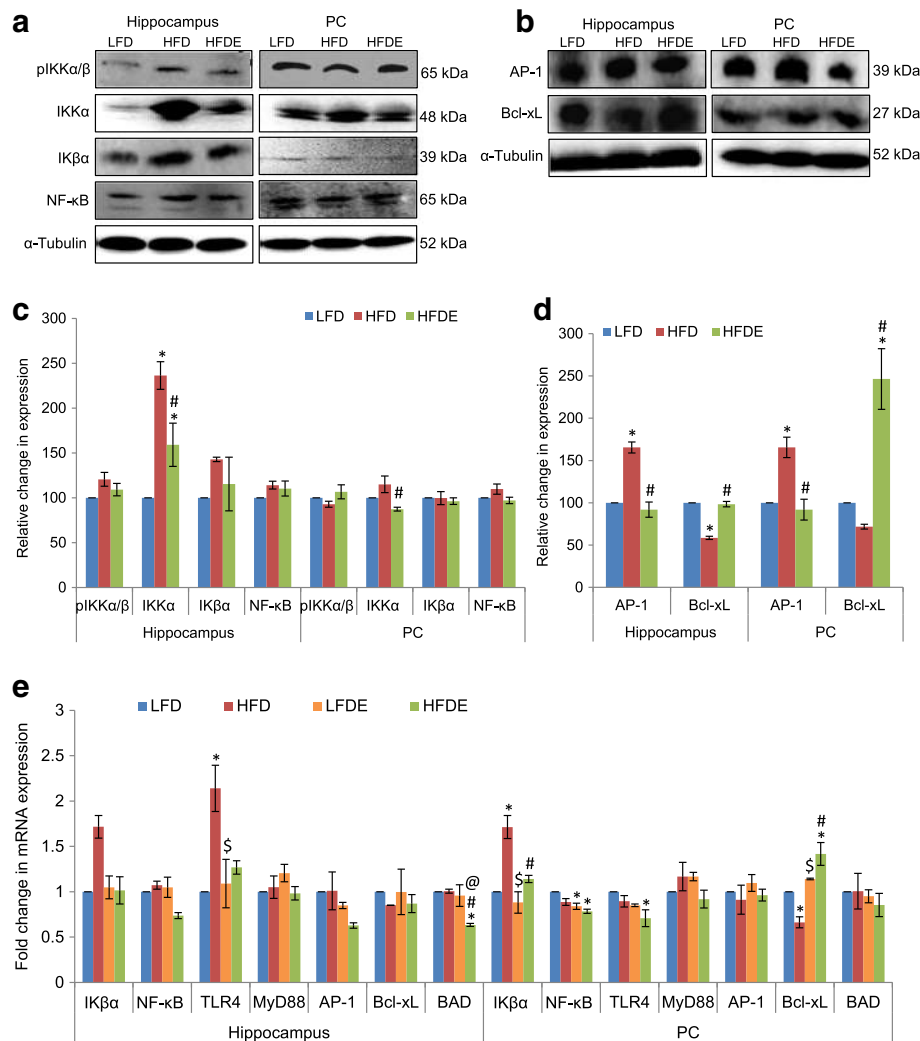 a
Hippocampus PC
LFD HFD HFDE LFD HFD HFDE
pIKKα/β 65 kDa
IKKα 48 kDa
IKβα 39 kDa
NF-κB 65 kDa
α-Tubulin 52 kDa
b
Hippocampus PC
LFD HFD HFDE LFD HFD HFDE
AP-1 39 kDa
Bcl-xL 27 kDa
α-Tubulin 52 kDa
c
LFD HFD HFDE
Relative change in expression
300
250
200
150
100
50
0
* # * #
pIKKα/β IKKα IKβα NF-κB pIKKα/β IKKα IKβα NF-κB
Hippocampus PC
d
LFD HFD HFDE
Relative change in expression
300
250
200
150
100
50
0
* # * # * # # *
AP-1 Bcl-xL AP-1 Bcl-xL
Hippocampus PC
e
LFD HFD LFDE HFDE
Fold change in mRNA expression
3
2.5
2
1.5
1
0.5
0
* $ @ # * * $ # * * * * $ # *
IKβα NF-κB TLR4 MyD88 AP-1 Bcl-xL BAD IKβα NF-κB TLR4 MyD88 AP-1 Bcl-xL BAD
Hippocampus PC